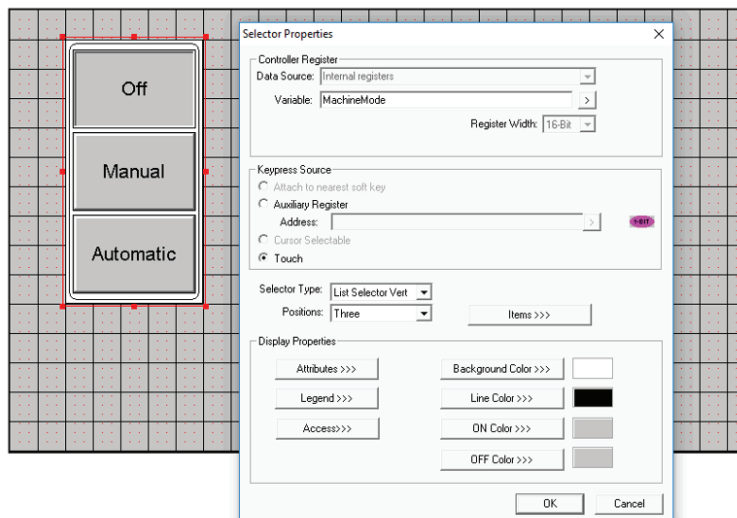 Off
Manual
Automatic
Selector Properties
Controller Register
Data Source: Internal registers
Variable: MachineMode >
Register Width: 16-Bit
Keypress Source
Attach to nearest soft key
Auxiliary Register
Address: > 1-BIT
Cursor Selectable
Touch
Selector Type: List Selector Vert
Positions: Three Items >>>
Display Properties
Attributes >>> Background Color >>>
Legend >>> Line Color >>>
Access>>> ON Color >>>
OFF Color >>>
OK Cancel